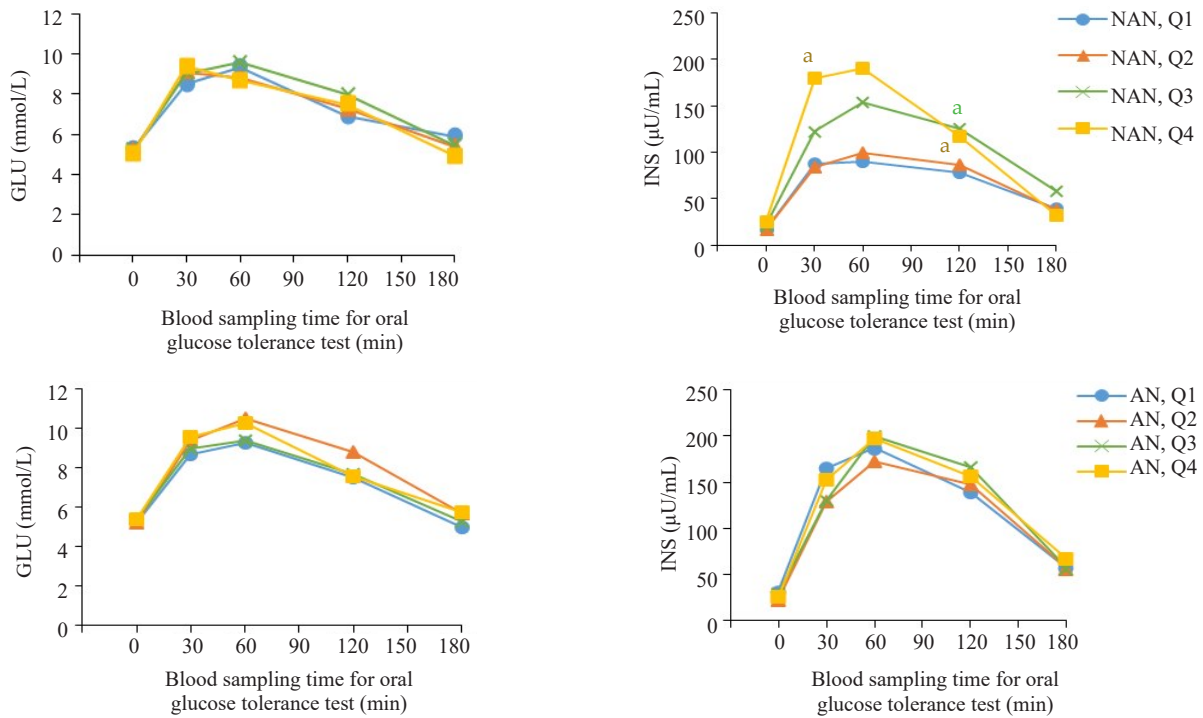 12
10
8
6
4
2
0
GLU (mmol/L)
0 30 60 90 120 150 180
Blood sampling time for oral
glucose tolerance test (min)
250
200
150
100
50
0
INS (μU/mL)
a
a
a
0 30 60 90 120 150 180
Blood sampling time for oral
glucose tolerance test (min)
NAN, Q1
NAN, Q2
NAN, Q3
NAN, Q4
12
10
8
6
4
2
0
GLU (mmol/L)
0 30 60 90 120 150 180
Blood sampling time for oral
glucose tolerance test (min)
250
200
150
100
50
0
INS (μU/mL)
0 30 60 90 120 150 180
Blood sampling time for oral
glucose tolerance test (min)
AN, Q1
AN, Q2
AN, Q3
AN, Q4